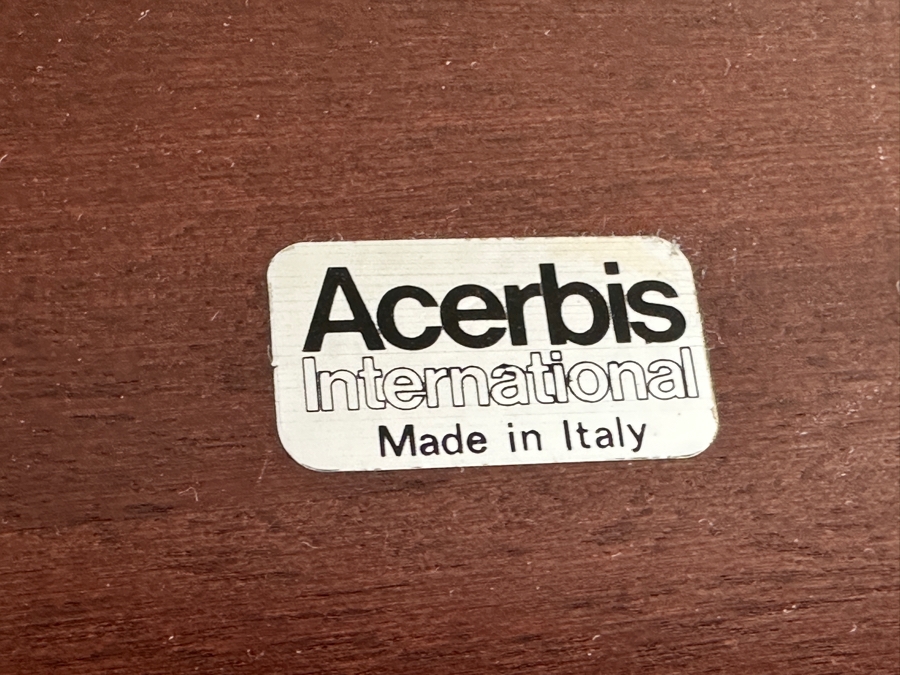 Acerbis
International
Made in Italy